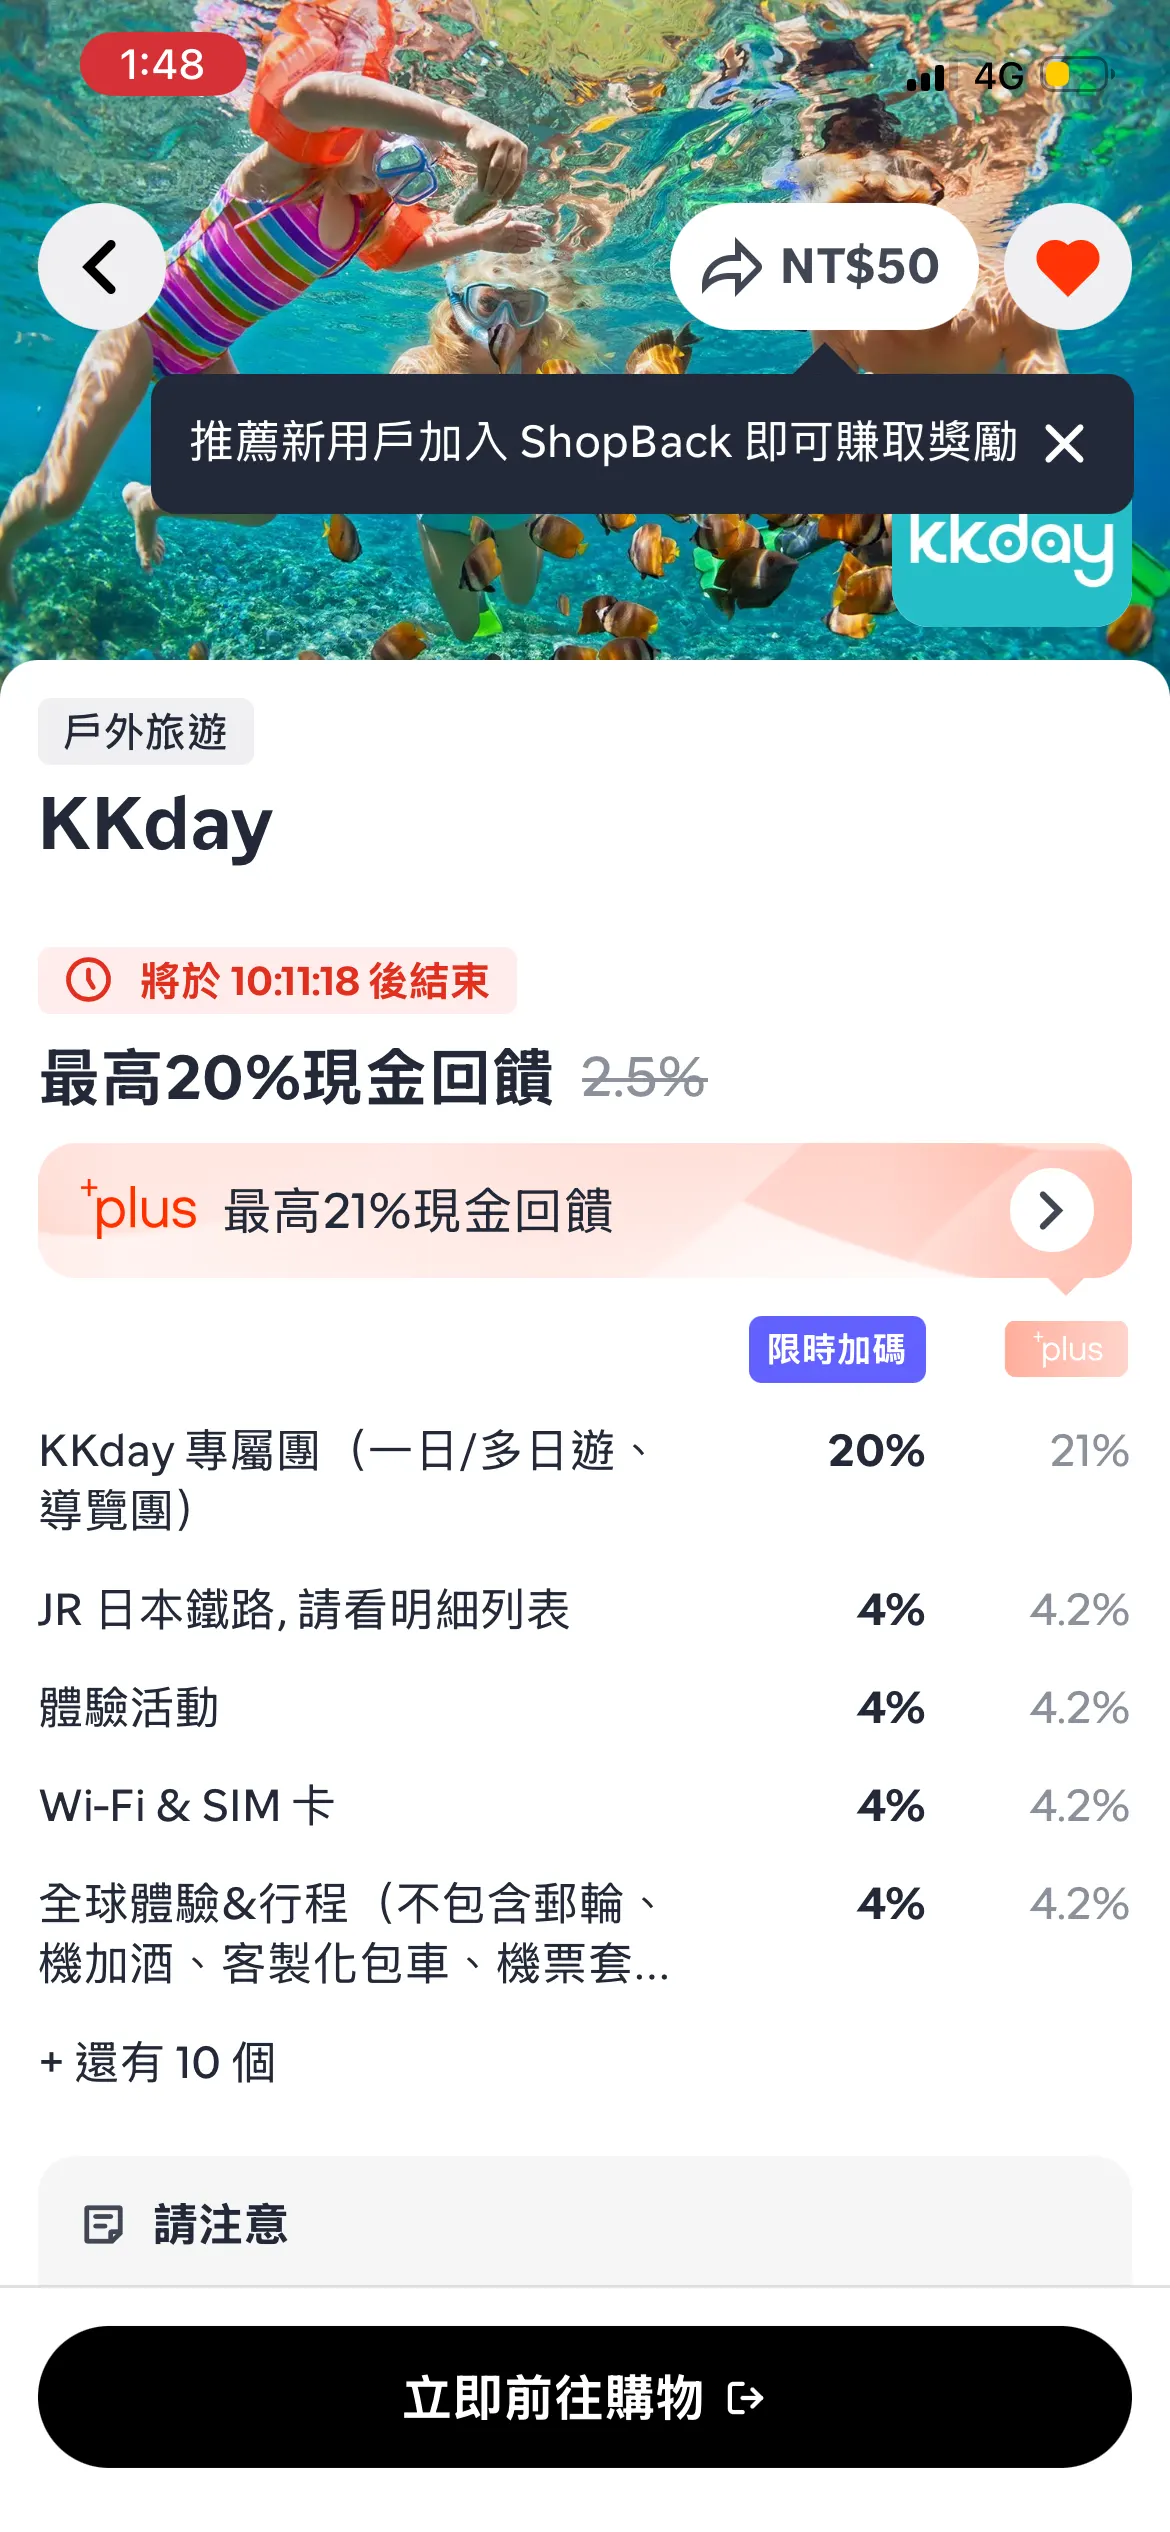 1:48
4G
NT$50
推薦新用戶加入 ShopBack 即可賺取獎勵
kkday
戶外旅遊
KKday
將於 10:11:18 後結束
最高20%現金回饋 2.5%
+plus 最高21%現金回饋
限時加碼 +plus
KKday 專屬團（一日/多日遊、 20% 21%
導覽團）
JR 日本鐵路, 請看明細列表 4% 4.2%
體驗活動 4% 4.2%
Wi-Fi & SIM 卡 4% 4.2%
全球體驗&行程（不包含郵輪、 4% 4.2%
機加酒、客製化包車、機票套...
+ 還有 10 個
請注意
立即前往購物